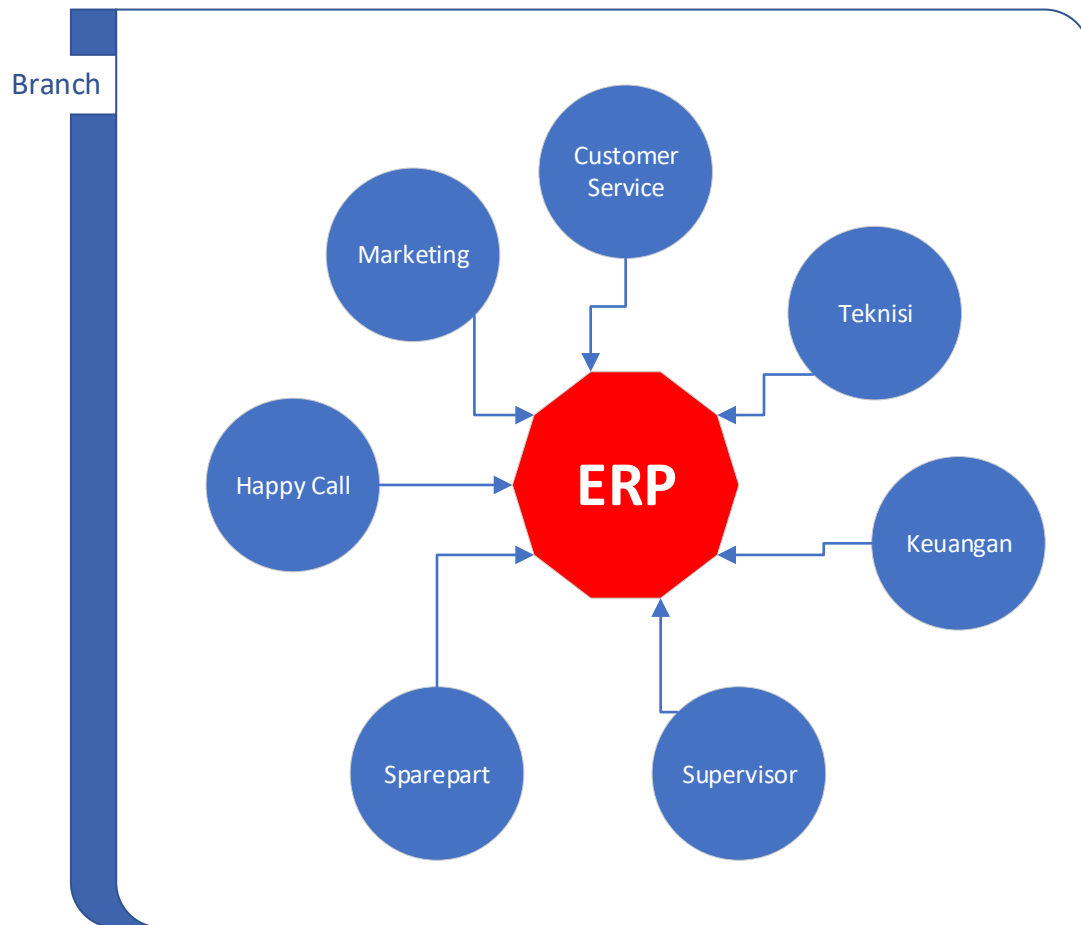 Branch
Customer
Service
Marketing
Teknisi
ERP
Happy Call
Keuangan
Sparepart
Supervisor